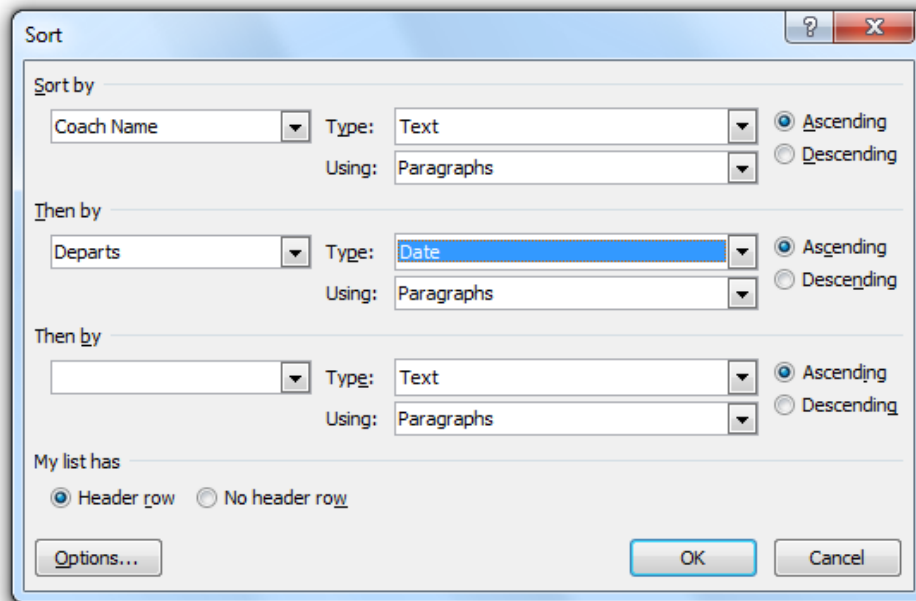 Sort
?
X
Sort by
Coach Name
Type:
Text
Ascending
Using:
Paragraphs
Descending
Then by
Departs
Type:
Date
Ascending
Using:
Paragraphs
Descending
Then by
Type:
Text
Ascending
Using:
Paragraphs
Descending
My list has
Header row
No header row
Options...
OK
Cancel